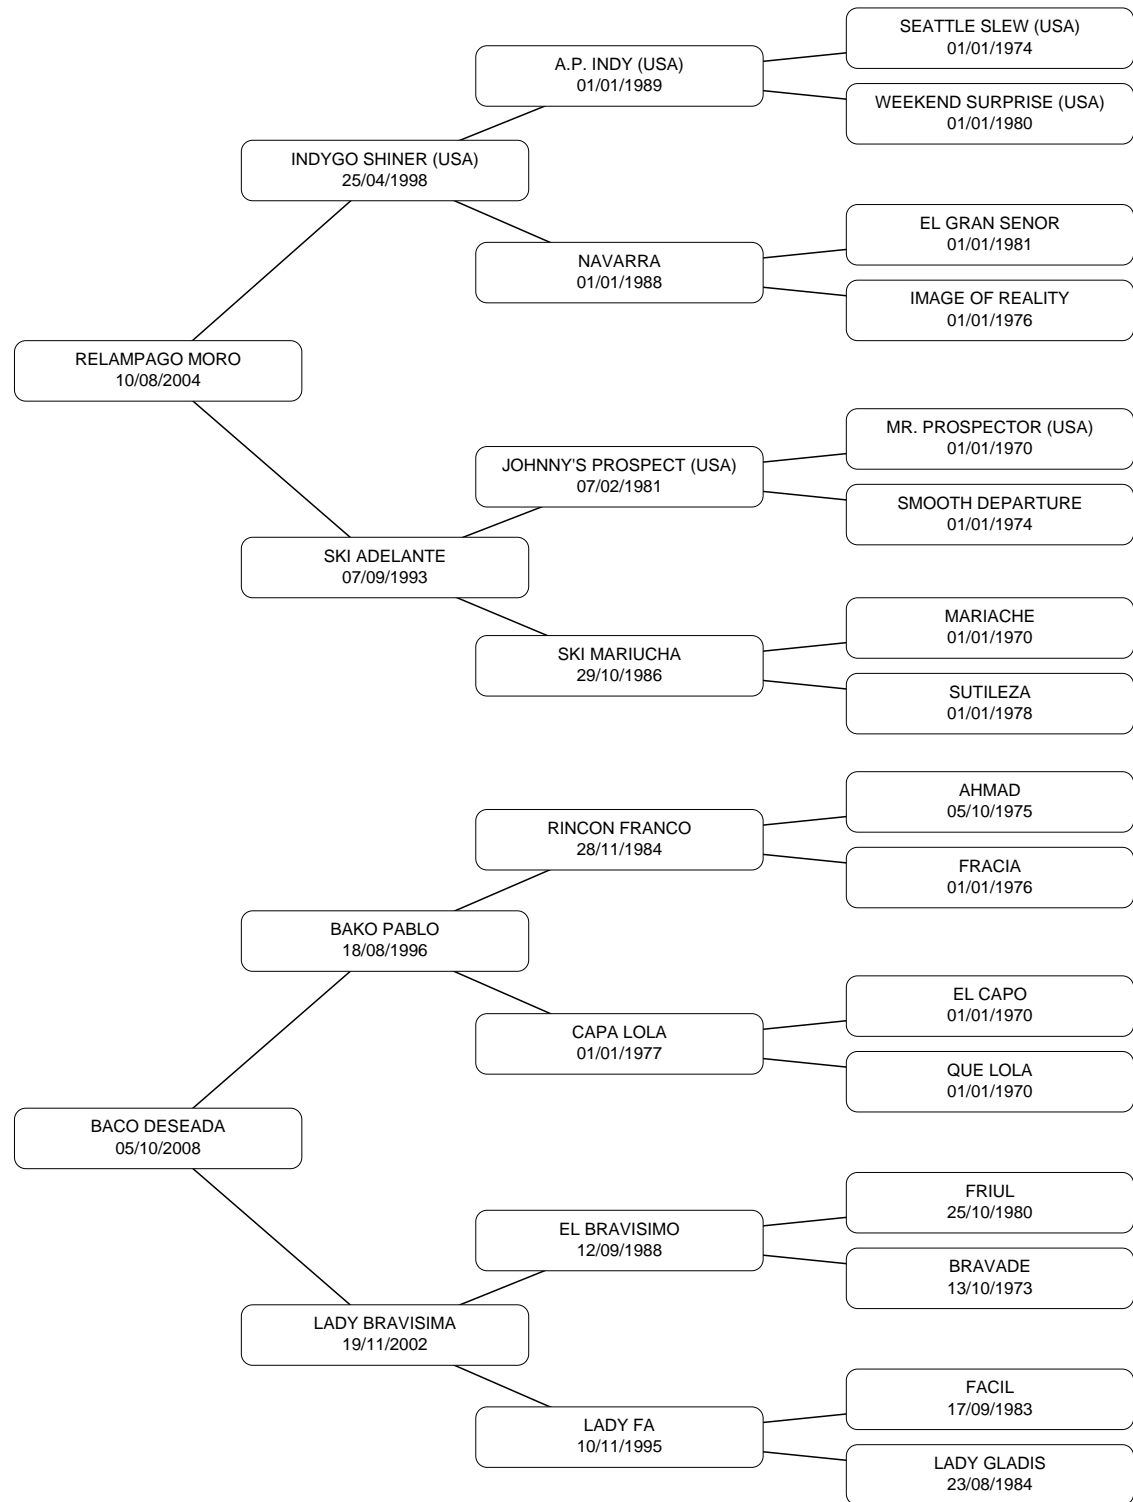 SEATTLE SLEW (USA)
01/01/1974
A.P. INDY (USA)
01/01/1989
WEEKEND SURPRISE (USA)
01/01/1980
INDYGO SHINER (USA)
25/04/1998
EL GRAN SENOR
01/01/1981
NAVARRA
01/01/1988
IMAGE OF REALITY
01/01/1976
RELAMPAGO MORO
10/08/2004
MR. PROSPECTOR (USA)
01/01/1970
JOHNNY'S PROSPECT (USA)
07/02/1981
SMOOTH DEPARTURE
01/01/1974
SKI ADELANTE
07/09/1993
MARIACHE
01/01/1970
SKI MARIUCHA
29/10/1986
SUTILEZA
01/01/1978
AHMAD
05/10/1975
RINCON FRANCO
28/11/1984
FRACIA
01/01/1976
BAKO PABLO
18/08/1996
EL CAPO
01/01/1970
CAPA LOLA
01/01/1977
QUE LOLA
01/01/1970
BACO DESEADA
05/10/2008
FRIUL
25/10/1980
EL BRAVISIMO
12/09/1988
BRAVADE
13/10/1973
LADY BRAVISIMA
19/11/2002
FACIL
17/09/1983
LADY FA
10/11/1995
LADY GLADIS
23/08/1984